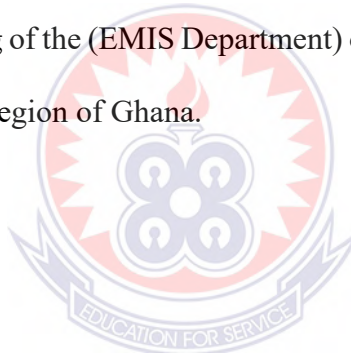 of the (EMIS Department)
egion of Ghana.
EDUCATION FOR SERVICE